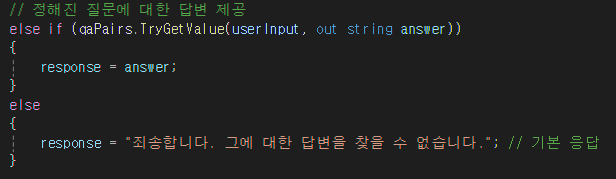 // 정해진 질문에 대한 답변 제공
else if (qaPairs.TryGetValue(userInput, out string answer))
{
response = answer;
}
else
{
response = "죄송합니다. 그에 대한 답변을 찾을 수 없습니다."; // 기본 응답
}